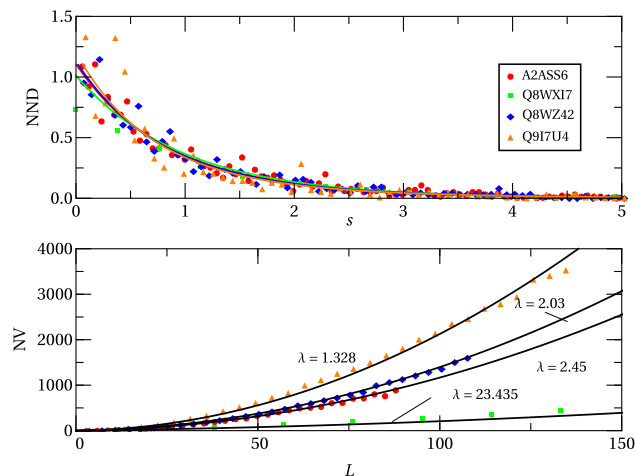 1.5
1.0
0.5
0.0
NND
A2ASS6
Q8WXI7
Q8WZ42
Q9I7U4
0 1 2 3 4 5
s
4000
3000
2000
1000
0
NV
λ = 2.03
λ = 1.328
λ = 2.45
λ = 23.435
0 50 100 150
L